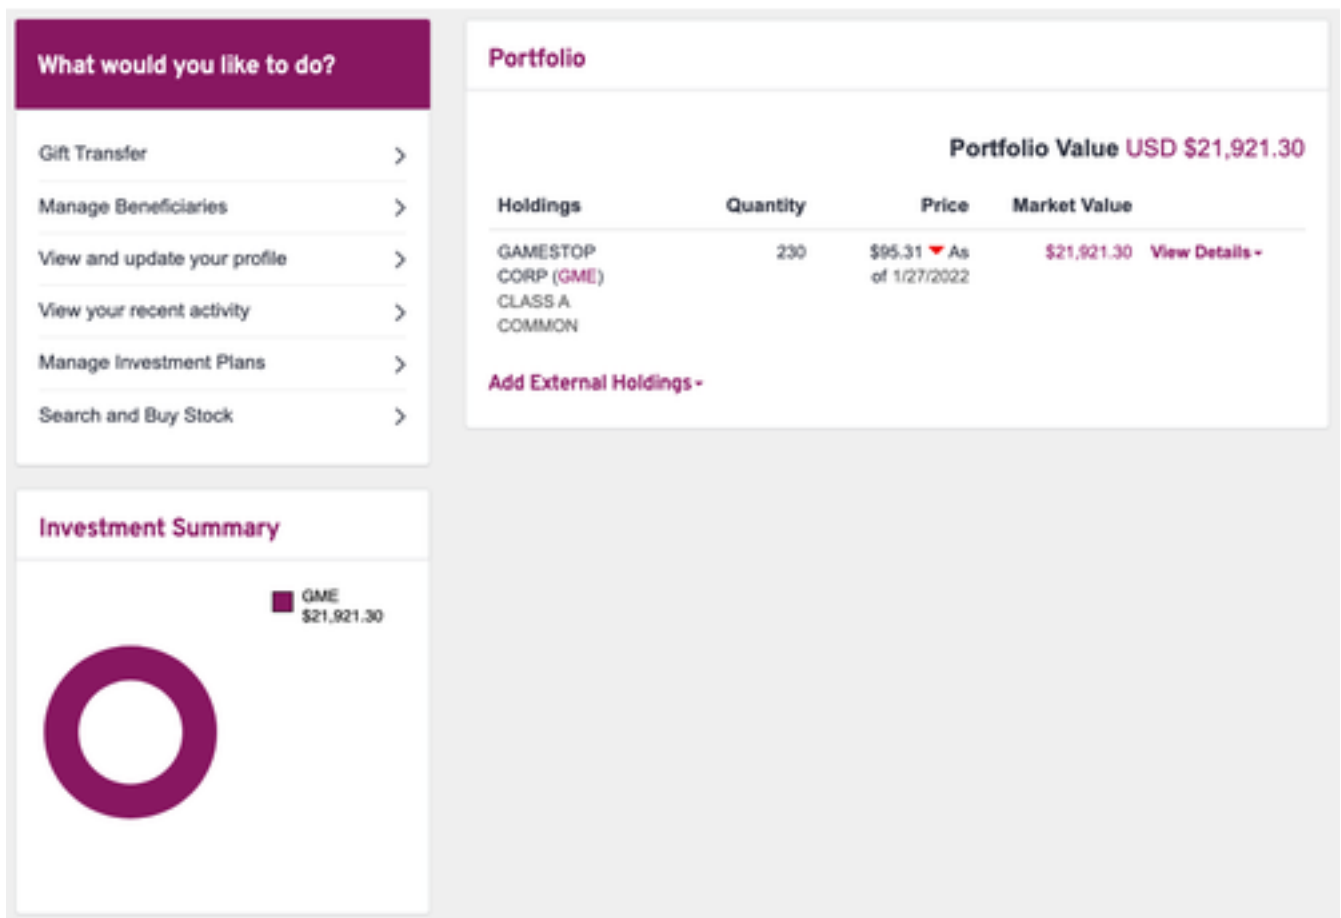 What would you like to do?
Gift Transfer
Manage Beneficiaries
View and update your profile
View your recent activity
Manage Investment Plans
Search and Buy Stock
Portfolio
Portfolio Value USD $21,921.30
Holdings Quantity Price Market Value
GAMESTOP 230 $95.31 As $21,921.30 View Details
CORP (GME) of 1/27/2022
CLASS A
COMMON
Add External Holdings
Investment Summary
GME
$21,921.30